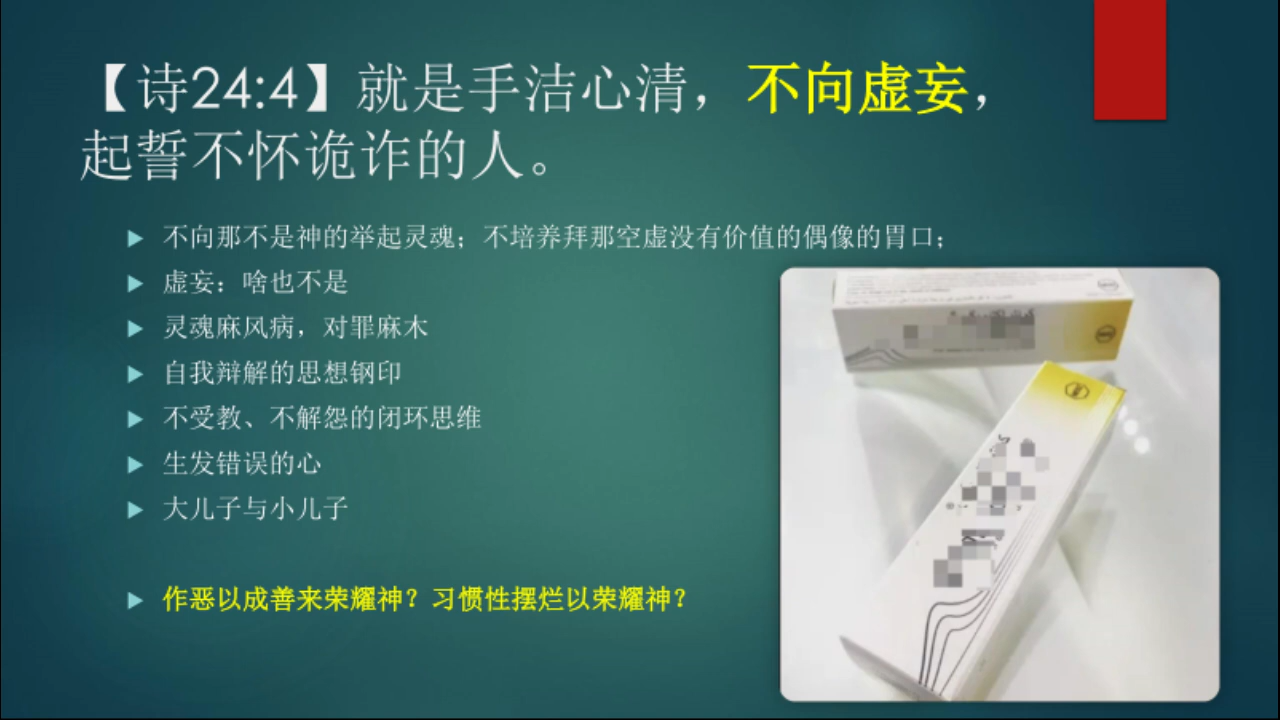 【诗24:4】就是手洁心清，不向虚妄，
起誓不怀诡诈的人。
不向那不是神的举起灵魂；不培养拜那空虚没有价值的偶像的胃口；
虚妄：啥也不是
灵魂麻风病，对罪麻木
自我辩解的思想钢印
不受教、不解怨的闭环思维
生发错误的心
大儿子与小儿子
作恶以成善来荣耀神？习惯性摆烂以荣耀神？